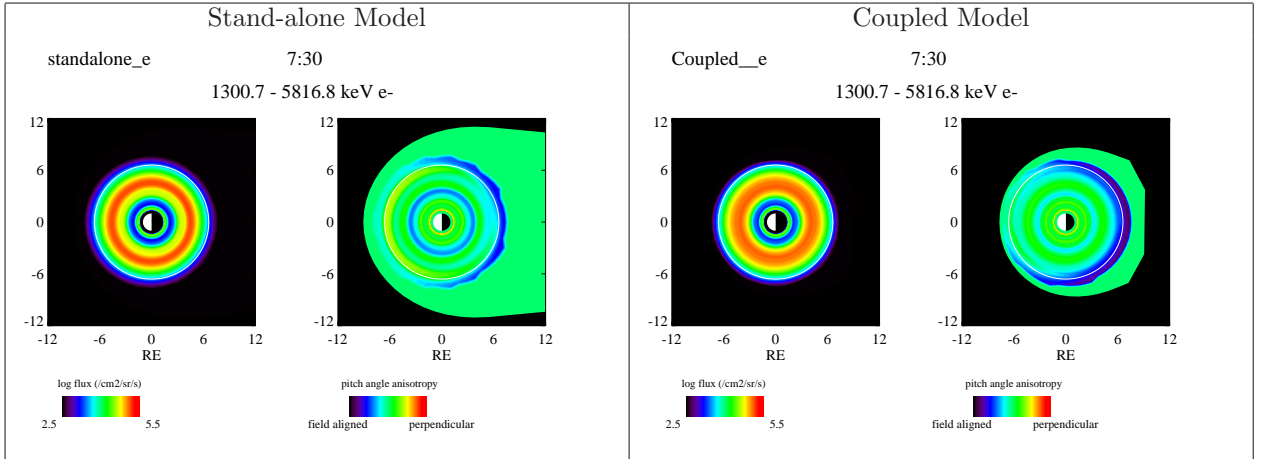 Stand-alone Model
standalone_e 7:30
1300.7 - 5816.8 keV e-
12
6
0
-6
-12
-12 -6 0 6 12
RE
log flux (/cm2/sr/s)
2.5 5.5
12
6
0
-6
-12
-12 -6 0 6 12
RE
pitch angle anisotropy
field aligned perpendicular
Coupled Model
Coupled__e 7:30
1300.7 - 5816.8 keV e-
12
6
0
-6
-12
-12 -6 0 6 12
RE
log flux (/cm2/sr/s)
2.5 5.5
12
6
0
-6
-12
-12 -6 0 6 12
RE
pitch angle anisotropy
field aligned perpendicular